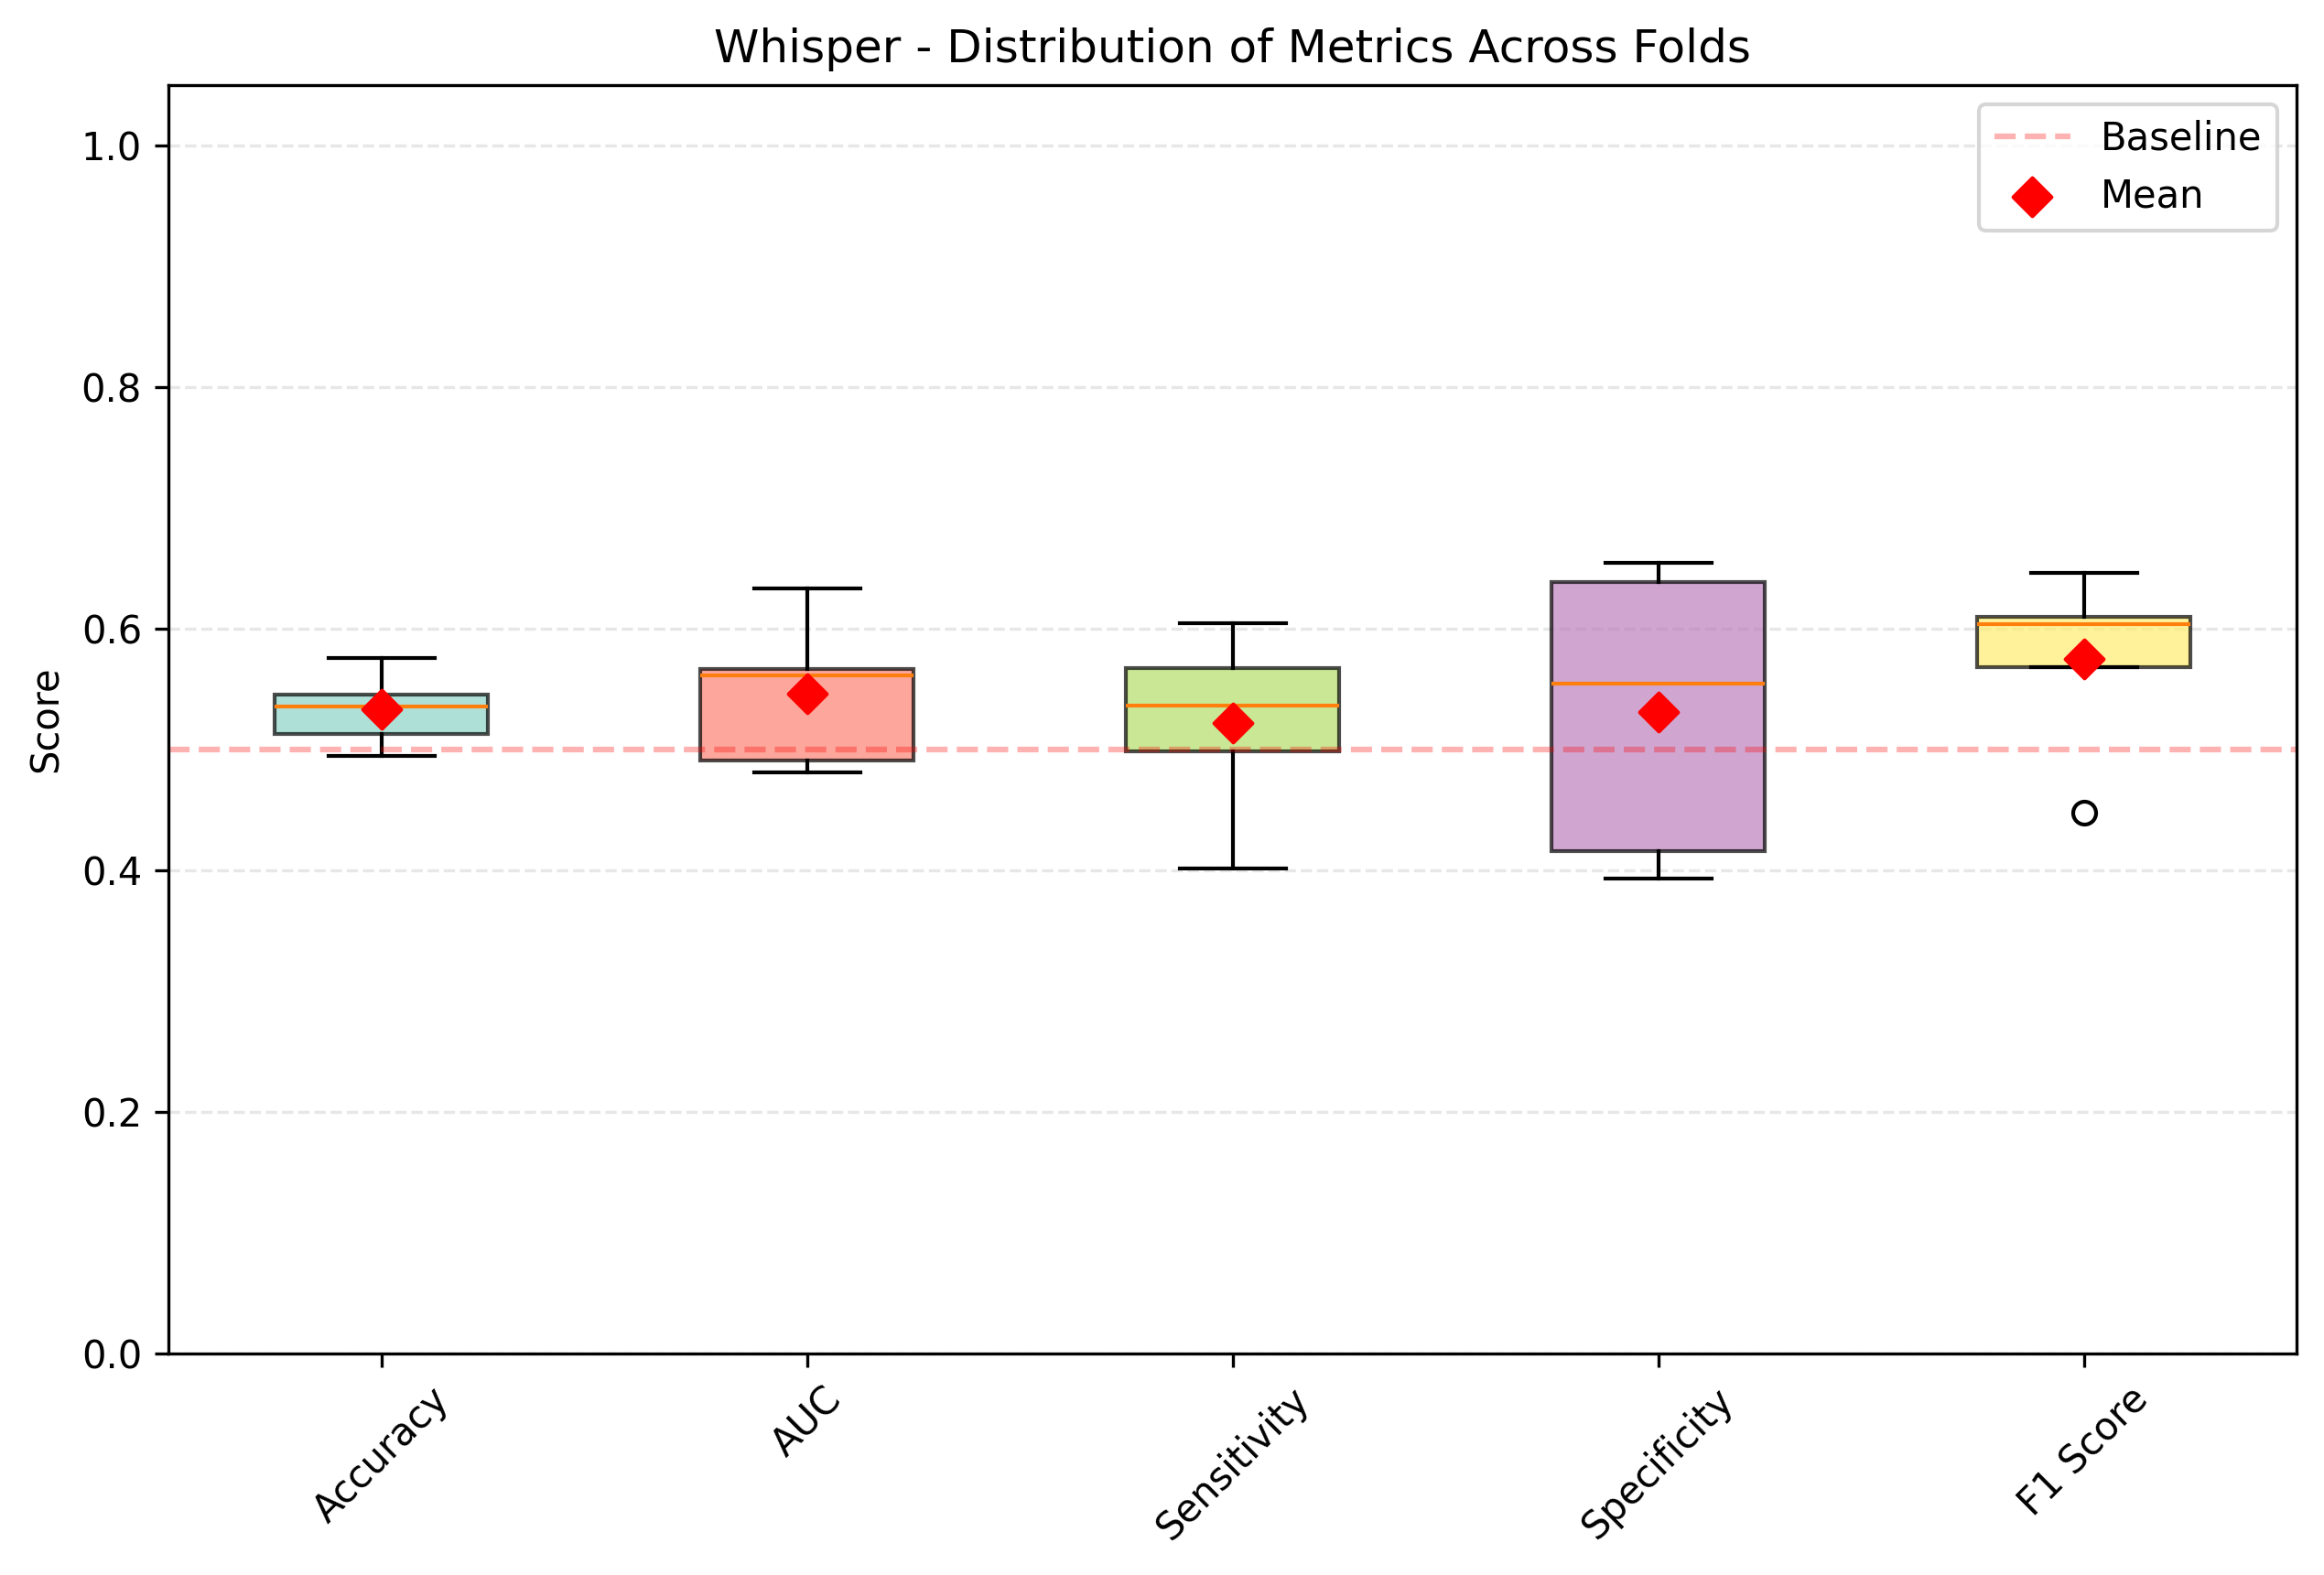 Whisper - Distribution of Metrics Across Folds
Baseline
Mean
1.0
0.8
0.6
0.4
0.2
0.0
Score
Accuracy
AUC
Sensitivity
Specificity
F1 Score